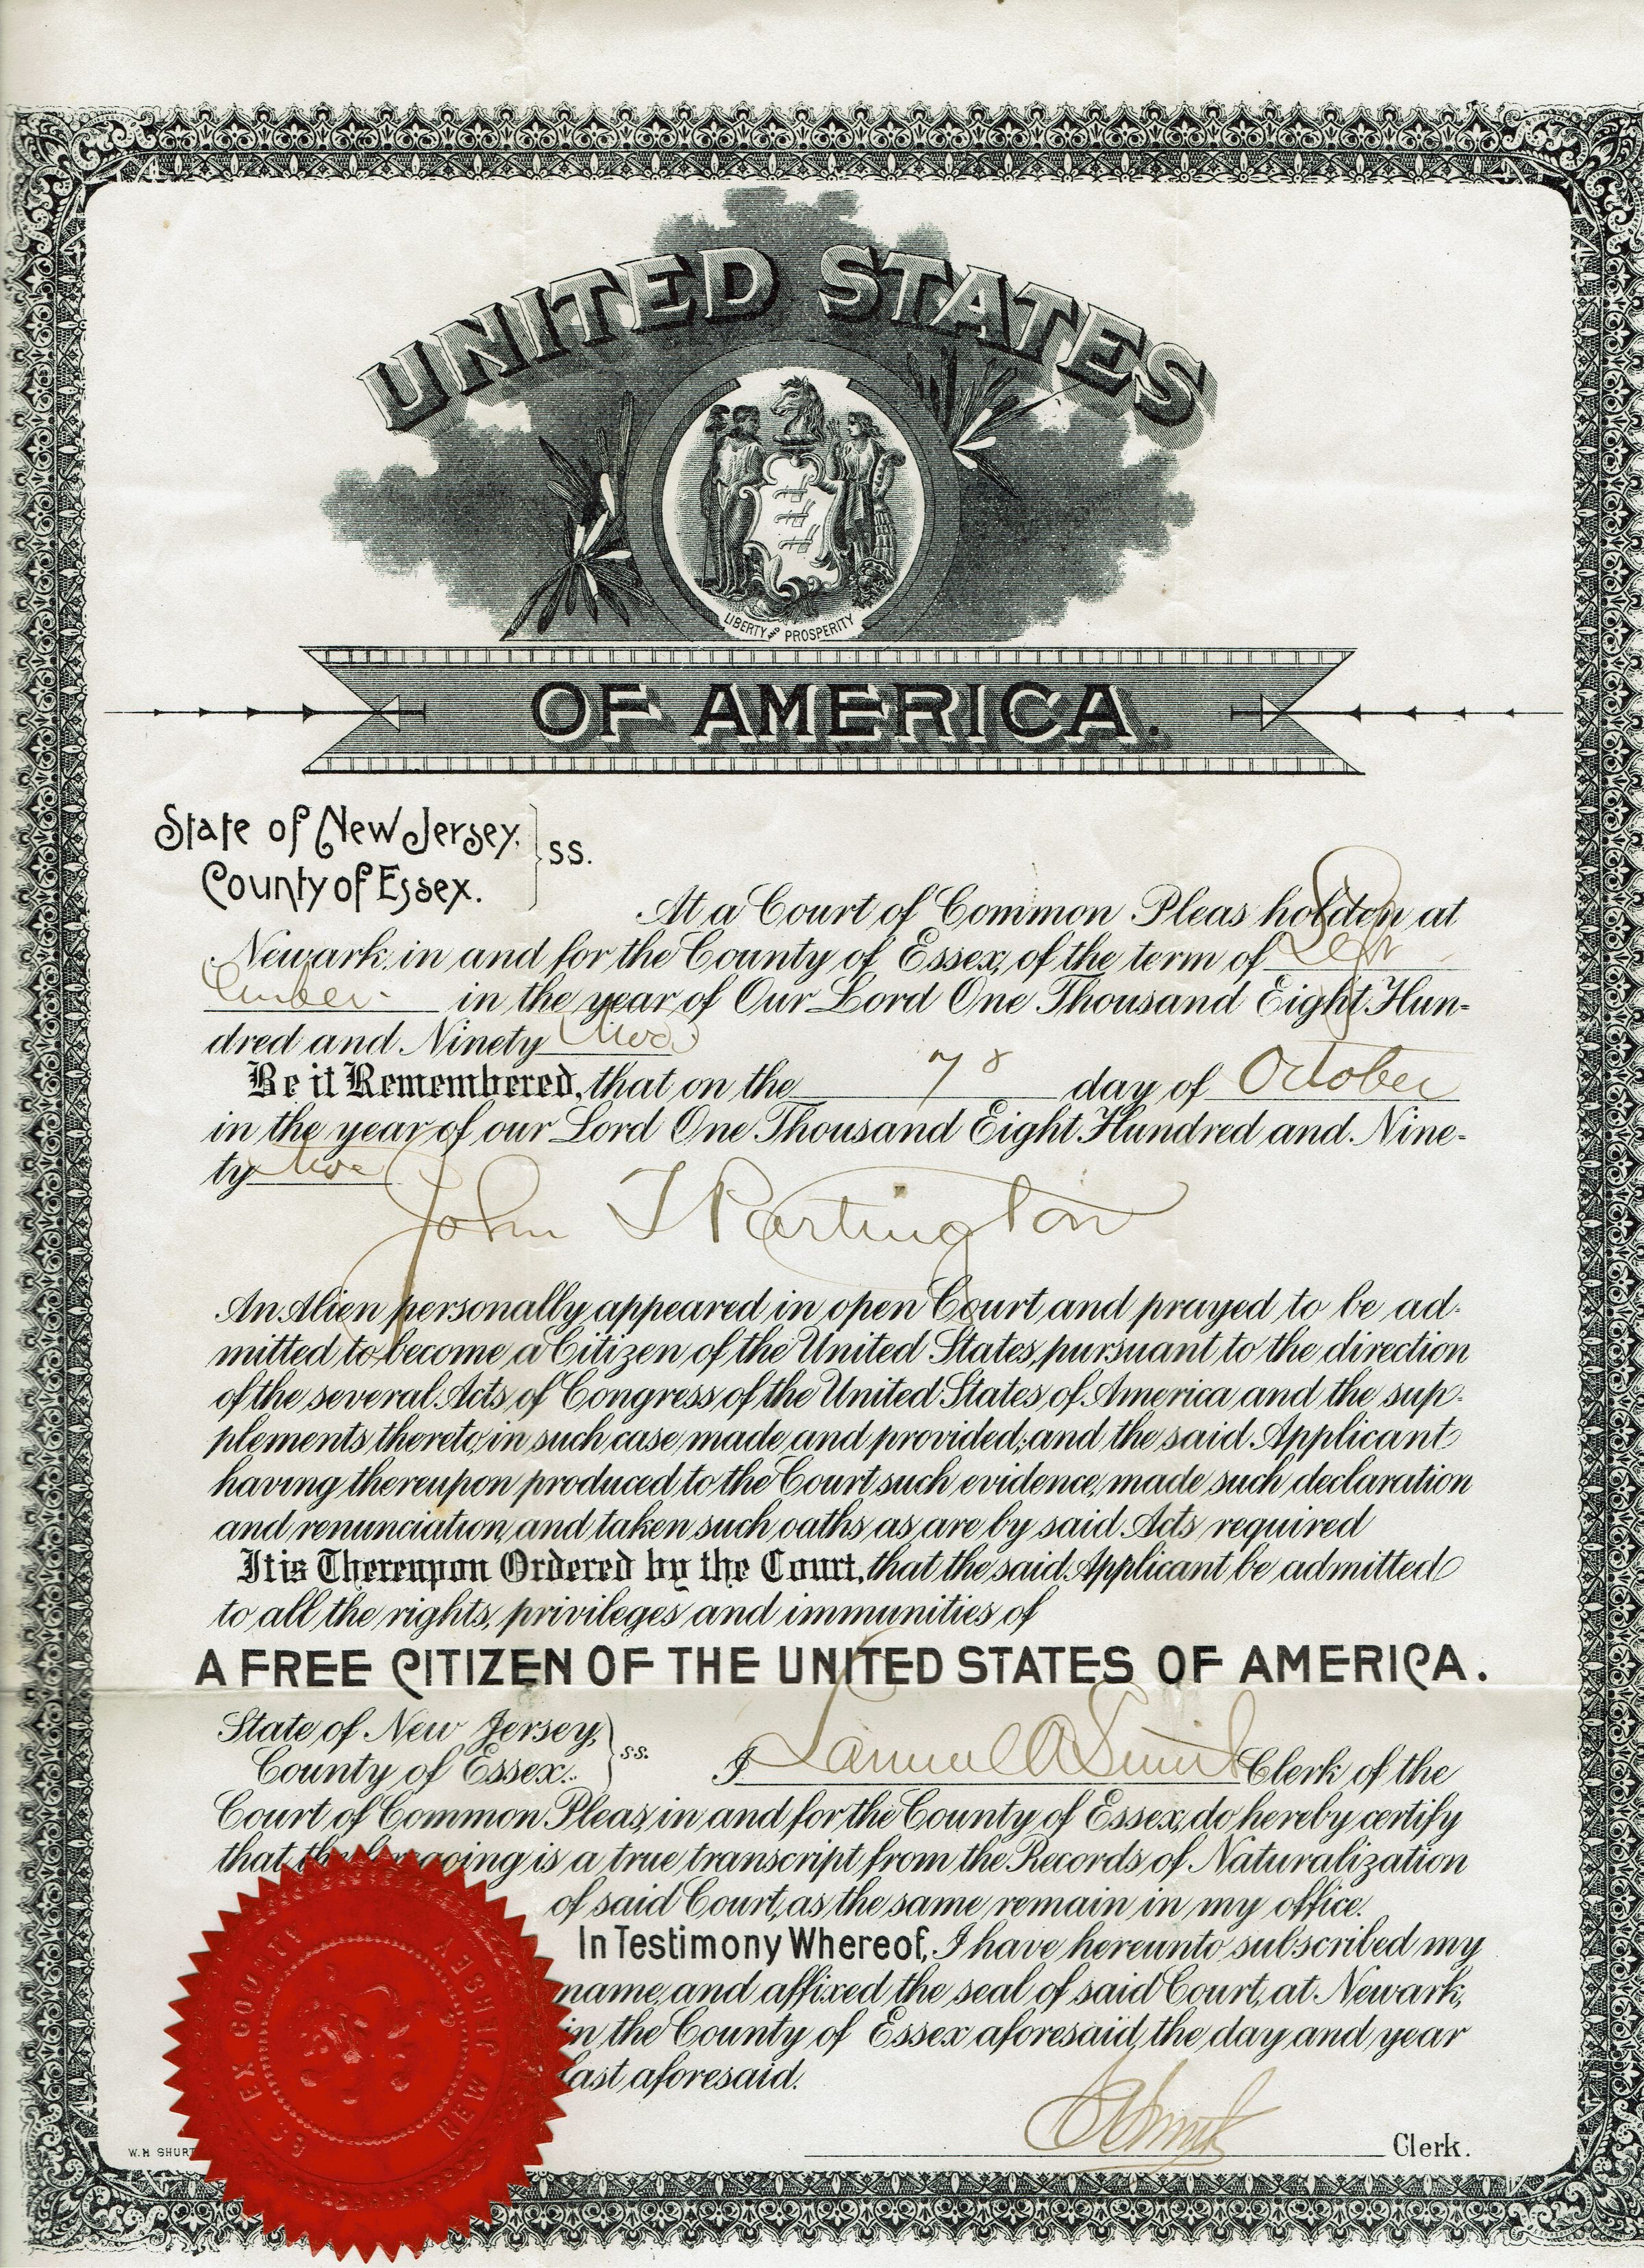 UNITED STATES
LIBERTY AND PROSPERITY
OF AMERICA.
State of New Jersey, } ss.
County of Essex.
At a Court of Common Pleas holden at
Newark, in and for the County of Essex, of the term of Sept
ember in the year of Our Lord One Thousand Eight Hun-
dred and Ninety two
Be it Remembered, that on the 7th day of October
in the year of our Lord One Thousand Eight Hundred and Nine-
ty two
John T Partington
An Alien personally appeared in open Court and prayed to be ad-
mitted to become a Citizen of the United States, pursuant to the direction
of the several Acts of Congress of the United States of America and the sup-
plements thereto, in such case made and provided; and the said Applicant
having thereupon produced to the Court such evidence, made such declaration
and renunciation, and taken such oaths as are by said Acts required
It is Thereupon Ordered by the Court, that the said Applicant be admitted
to all the rights, privileges and immunities of
A FREE CITIZEN OF THE UNITED STATES OF AMERICA.
State of New Jersey, } ss.
County of Essex.
I Samuel A Smith Clerk of the
Court of Common Pleas, in and for the County of Essex, do hereby certify
that the foregoing is a true transcript from the Records of Naturalization
of said Court, as the same remain in my office.
In Testimony Whereof, I have hereunto subscribed my
name, and affixed the seal of said Court, at Newark,
in the County of Essex aforesaid, the day and year
last aforesaid.
SA Smith Clerk.
ESSEX COUNTY NEW JERSEY
W.H SHURT